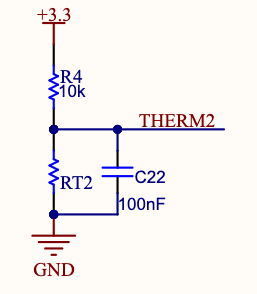 +3.3
R4
10k
THERM2
RT2
C22
100nF
GND